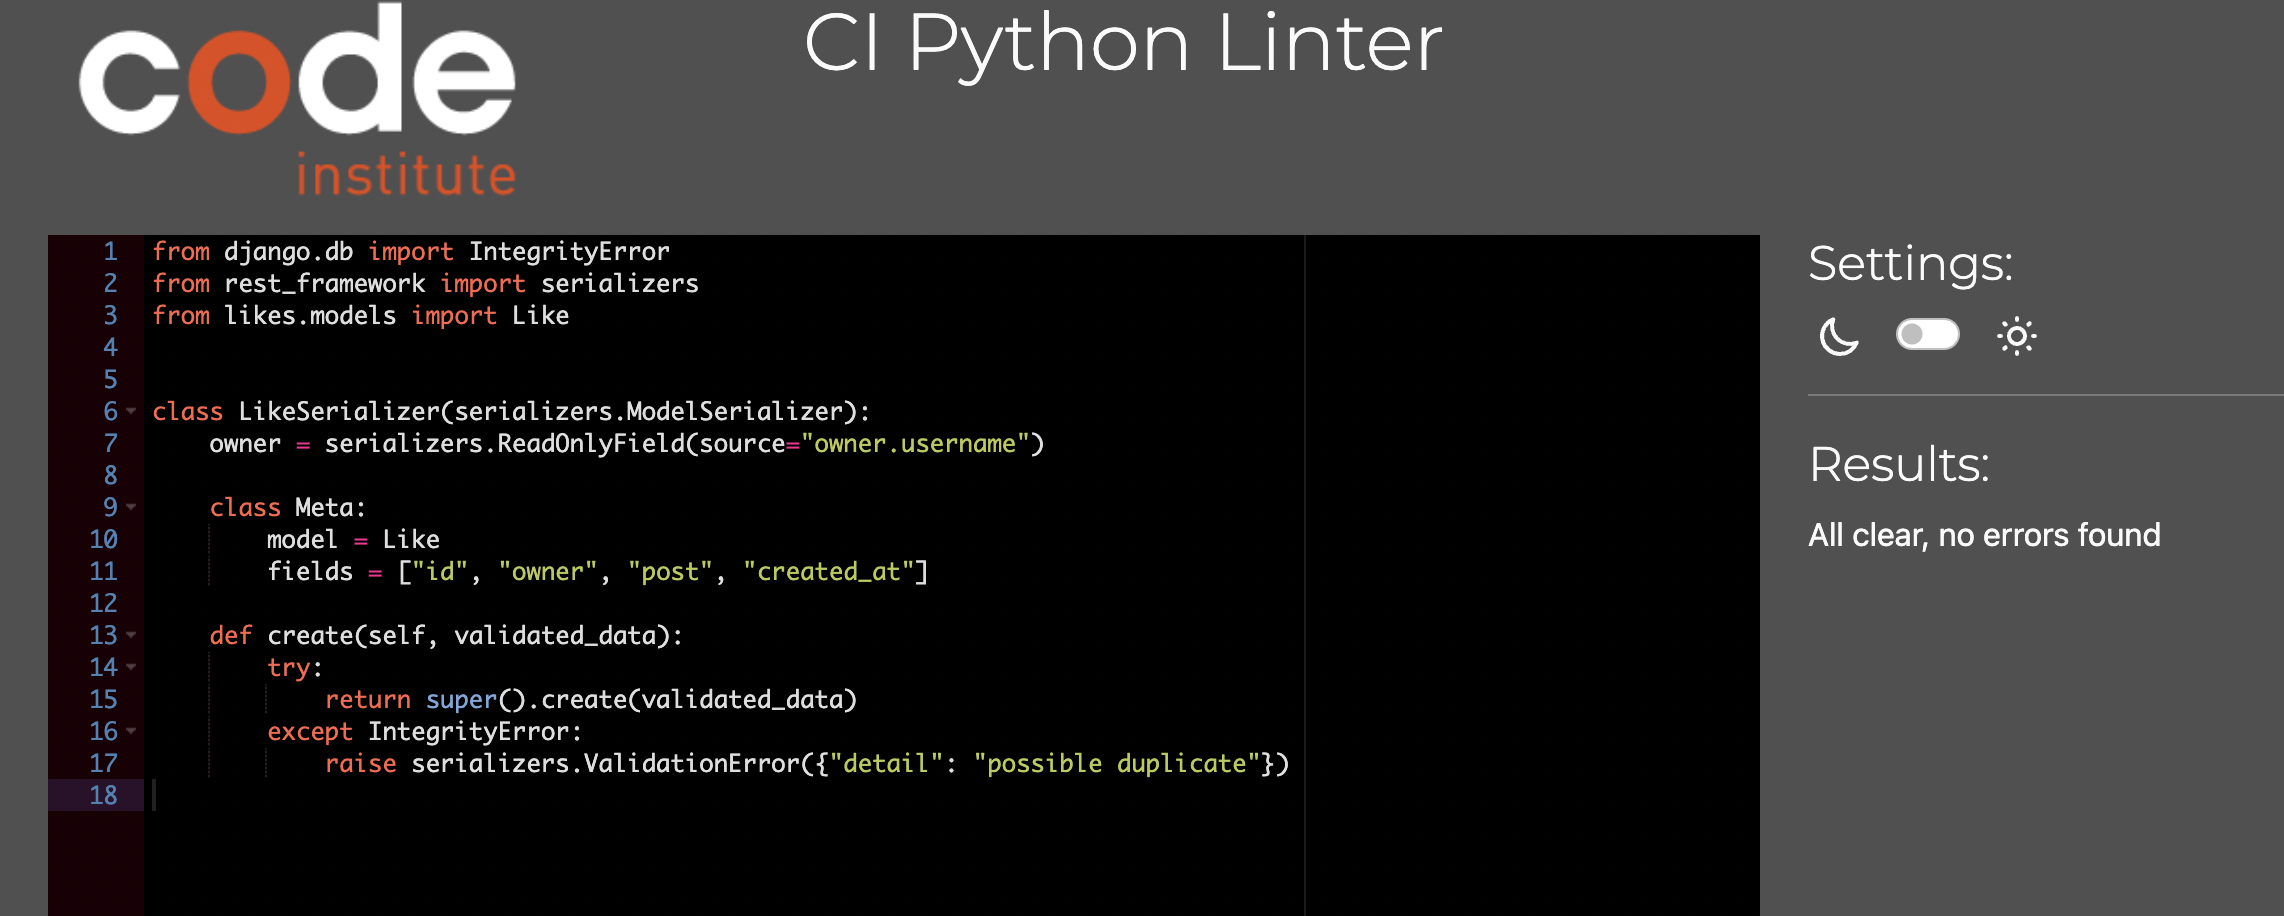 code
institute
CI Python Linter
1 from django.db import IntegrityError
2 from rest_framework import serializers
3 from likes.models import Like
4
5
6 class LikeSerializer(serializers.ModelSerializer):
7     owner = serializers.ReadOnlyField(source="owner.username")
8
9     class Meta:
10         model = Like
11         fields = ["id", "owner", "post", "created_at"]
12
13     def create(self, validated_data):
14         try:
15             return super().create(validated_data)
16         except IntegrityError:
17             raise serializers.ValidationError({"detail": "possible duplicate"})
18
Settings:
Results:
All clear, no errors found